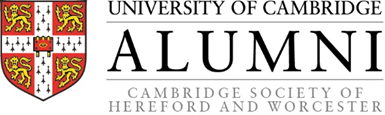 UNIVERSITY OF CAMBRIDGE
ALUMNI
CAMBRIDGE SOCIETY OF
HEREFORD AND WORCESTER